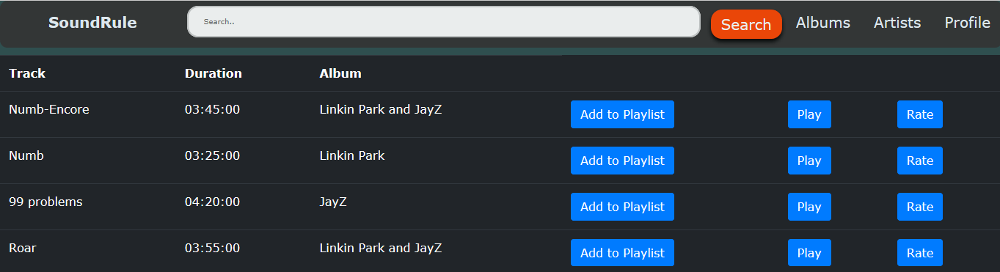 SoundRule Search.. Search Albums Artists Profile
Track Duration Album
Numb-Encore 03:45:00 Linkin Park and JayZ Add to Playlist Play Rate
Numb 03:25:00 Linkin Park Add to Playlist Play Rate
99 problems 04:20:00 JayZ Add to Playlist Play Rate
Roar 03:55:00 Linkin Park and JayZ Add to Playlist Play Rate